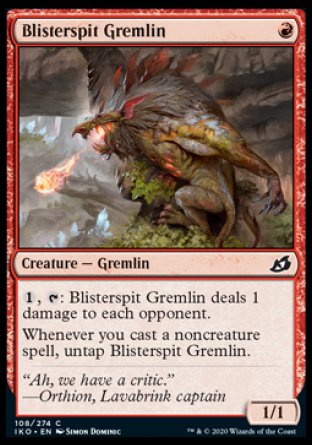 Blisterspit Gremlin
Creature — Gremlin
1, : Blisterspit Gremlin deals 1
damage to each opponent.
Whenever you cast a noncreature
spell, untap Blisterspit Gremlin.
"Ah, we have a critic."
—Orthion, Lavabrink captain
1/1
108/274 C
IKO • EN SIMON DOMINIC
™ & © 2020 Wizards of the Coast